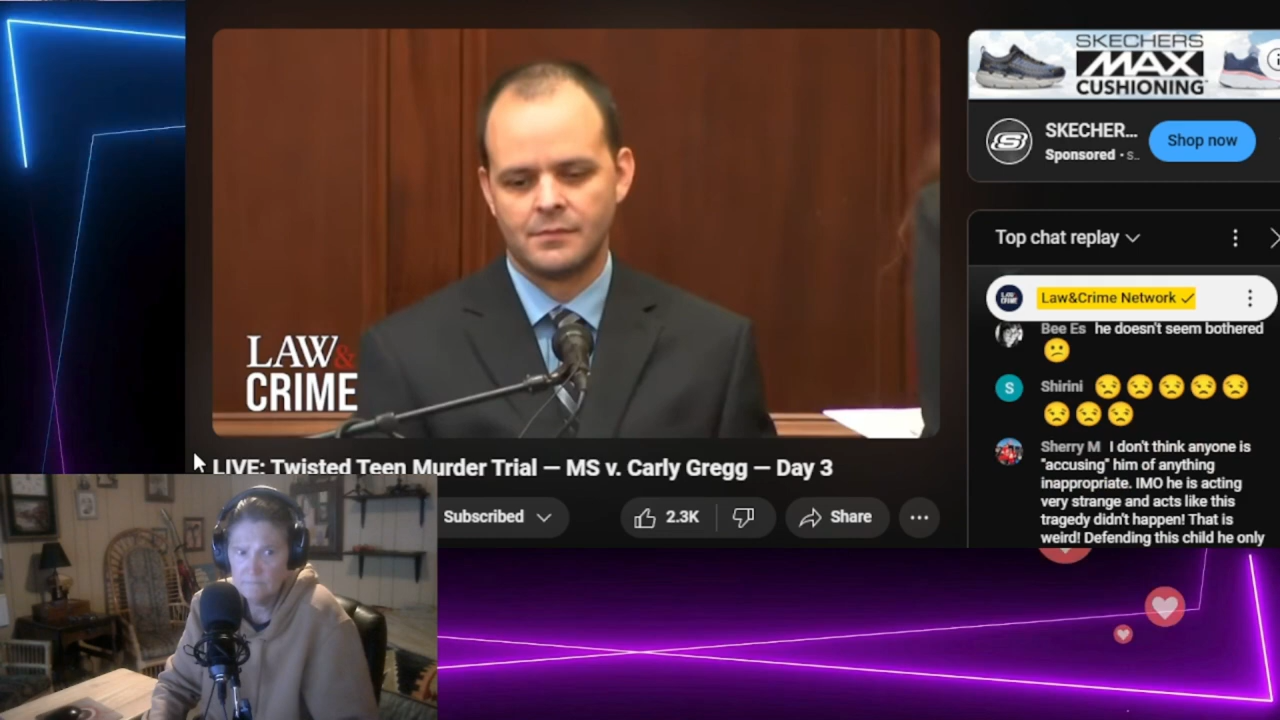 SKECHERS
MAX
CUSHIONING
SKECHER...
Sponsored • s..
Shop now
Top chat replay
Law&Crime Network
Bee Es he doesn't seem bothered
Shirini
Sherry M I don't think anyone is
"accusing" him of anything
inappropriate. IMO he is acting
very strange and acts like this
tragedy didn't happen! That is
weird! Defending this child he only
LAW&
CRIME
LIVE: Twisted Teen Murder Trial — MS v. Carly Gregg — Day 3
Subscribed
2.3K
Share